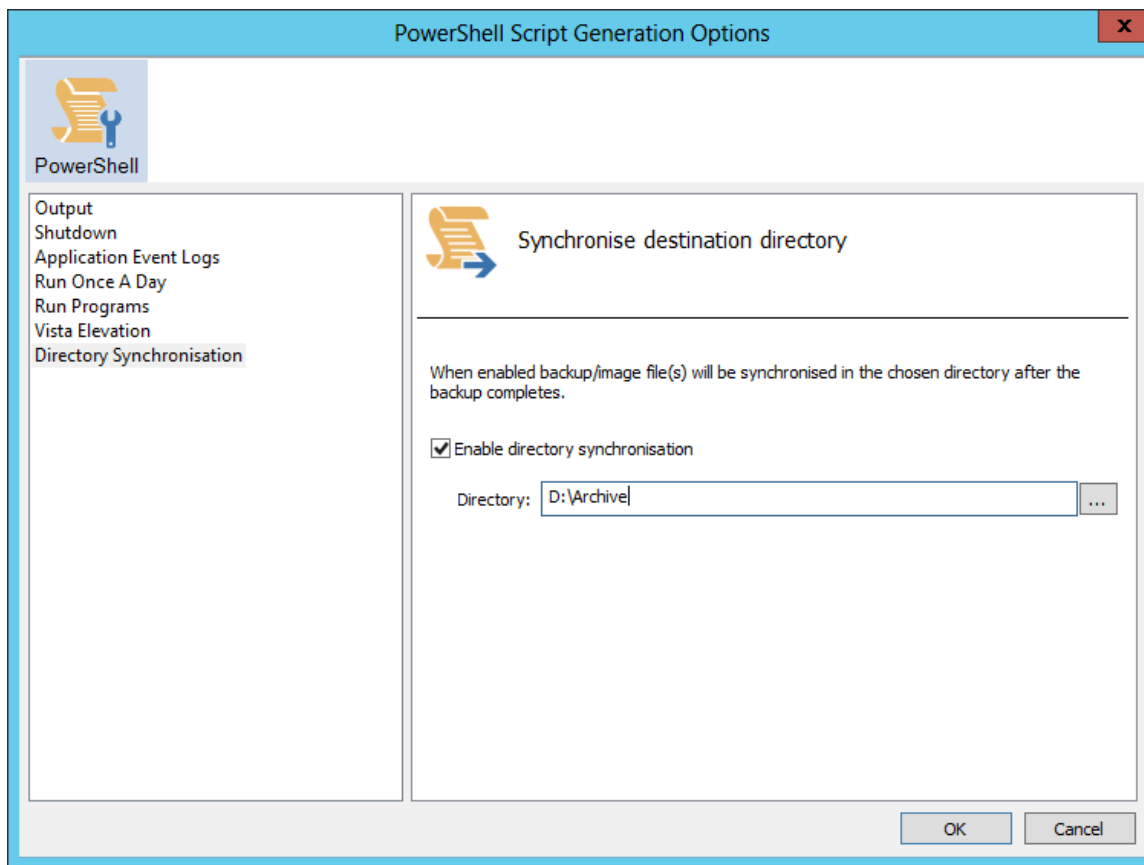 PowerShell Script Generation Options
x
PowerShell
Output
Shutdown
Application Event Logs
Run Once A Day
Run Programs
Vista Elevation
Directory Synchronisation
Synchronise destination directory
When enabled backup/image file(s) will be synchronised in the chosen directory after the
backup completes.
Enable directory synchronisation
Directory: D:\Archive ...
OK Cancel